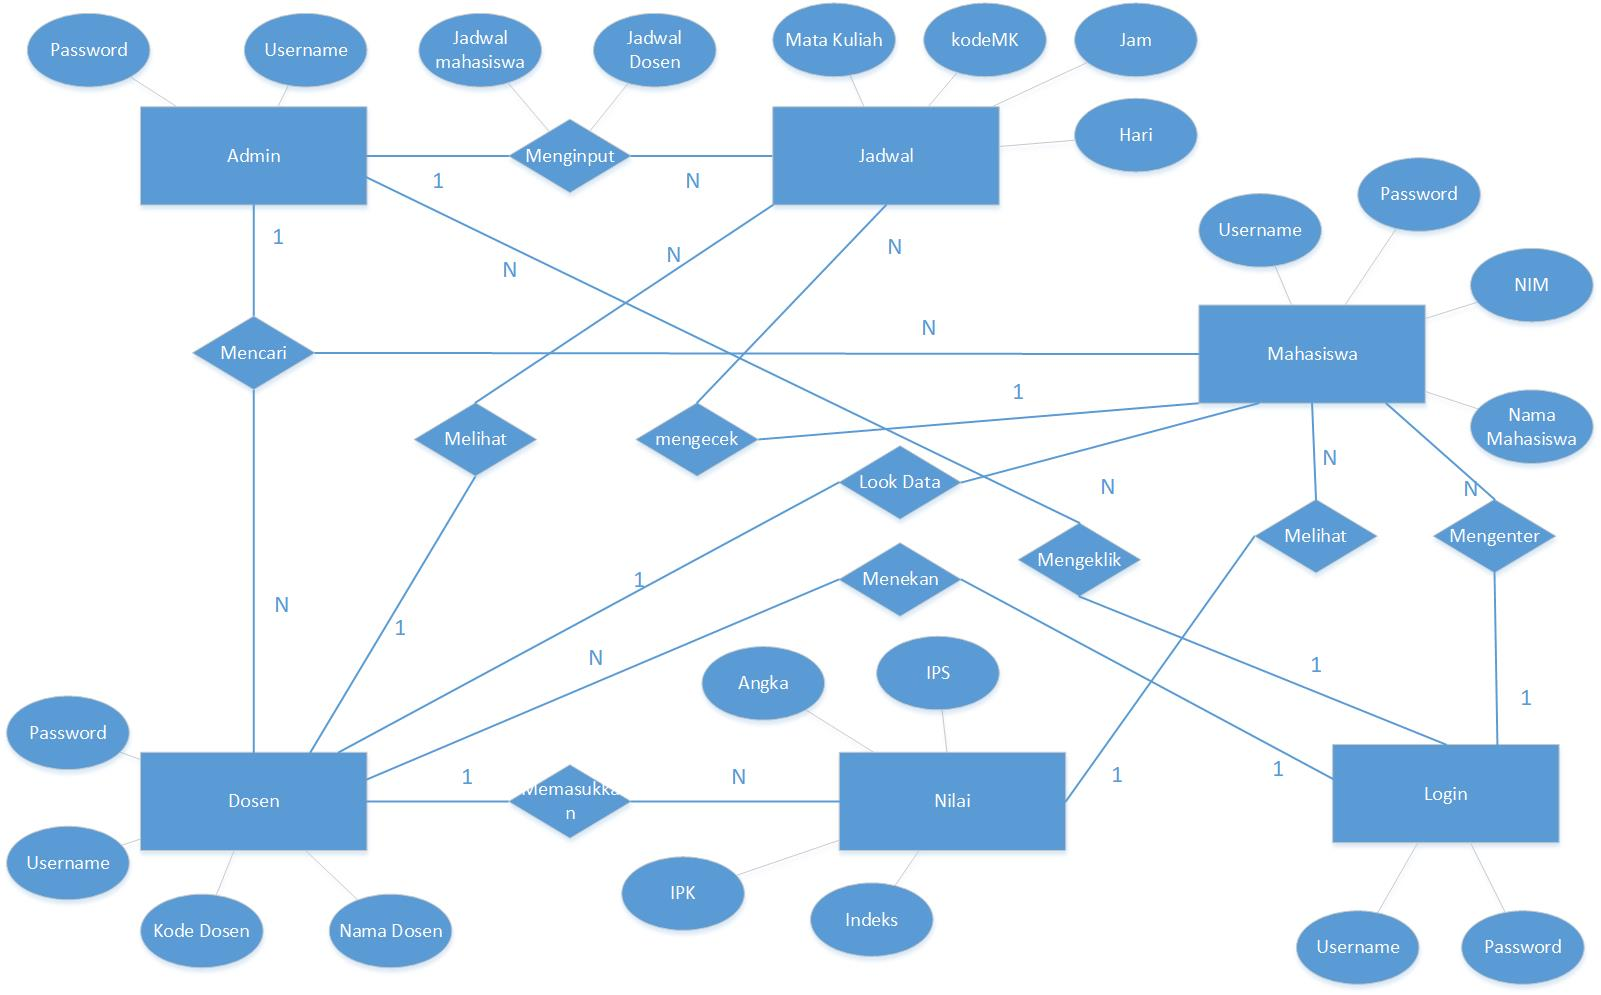 Password
Username
Jadwal
mahasiswa
Jadwal
Dosen
Mata Kuliah
kodeMK
Jam
Hari
Admin
Menginput
Jadwal
1
N
Password
Username
NIM
1
N
N
N
N
Mencari
Mahasiswa
1
Nama
Mahasiswa
Melihat
mengecek
N
Look Data
N
N
Melihat
Mengenter
Mengeklik
1
Menekan
N
1
N
1
Angka
IPS
1
Password
1
N
1
1
Dosen
Memasukka
n
Nilai
Login
Username
IPK
Indeks
Kode Dosen
Nama Dosen
Username
Password